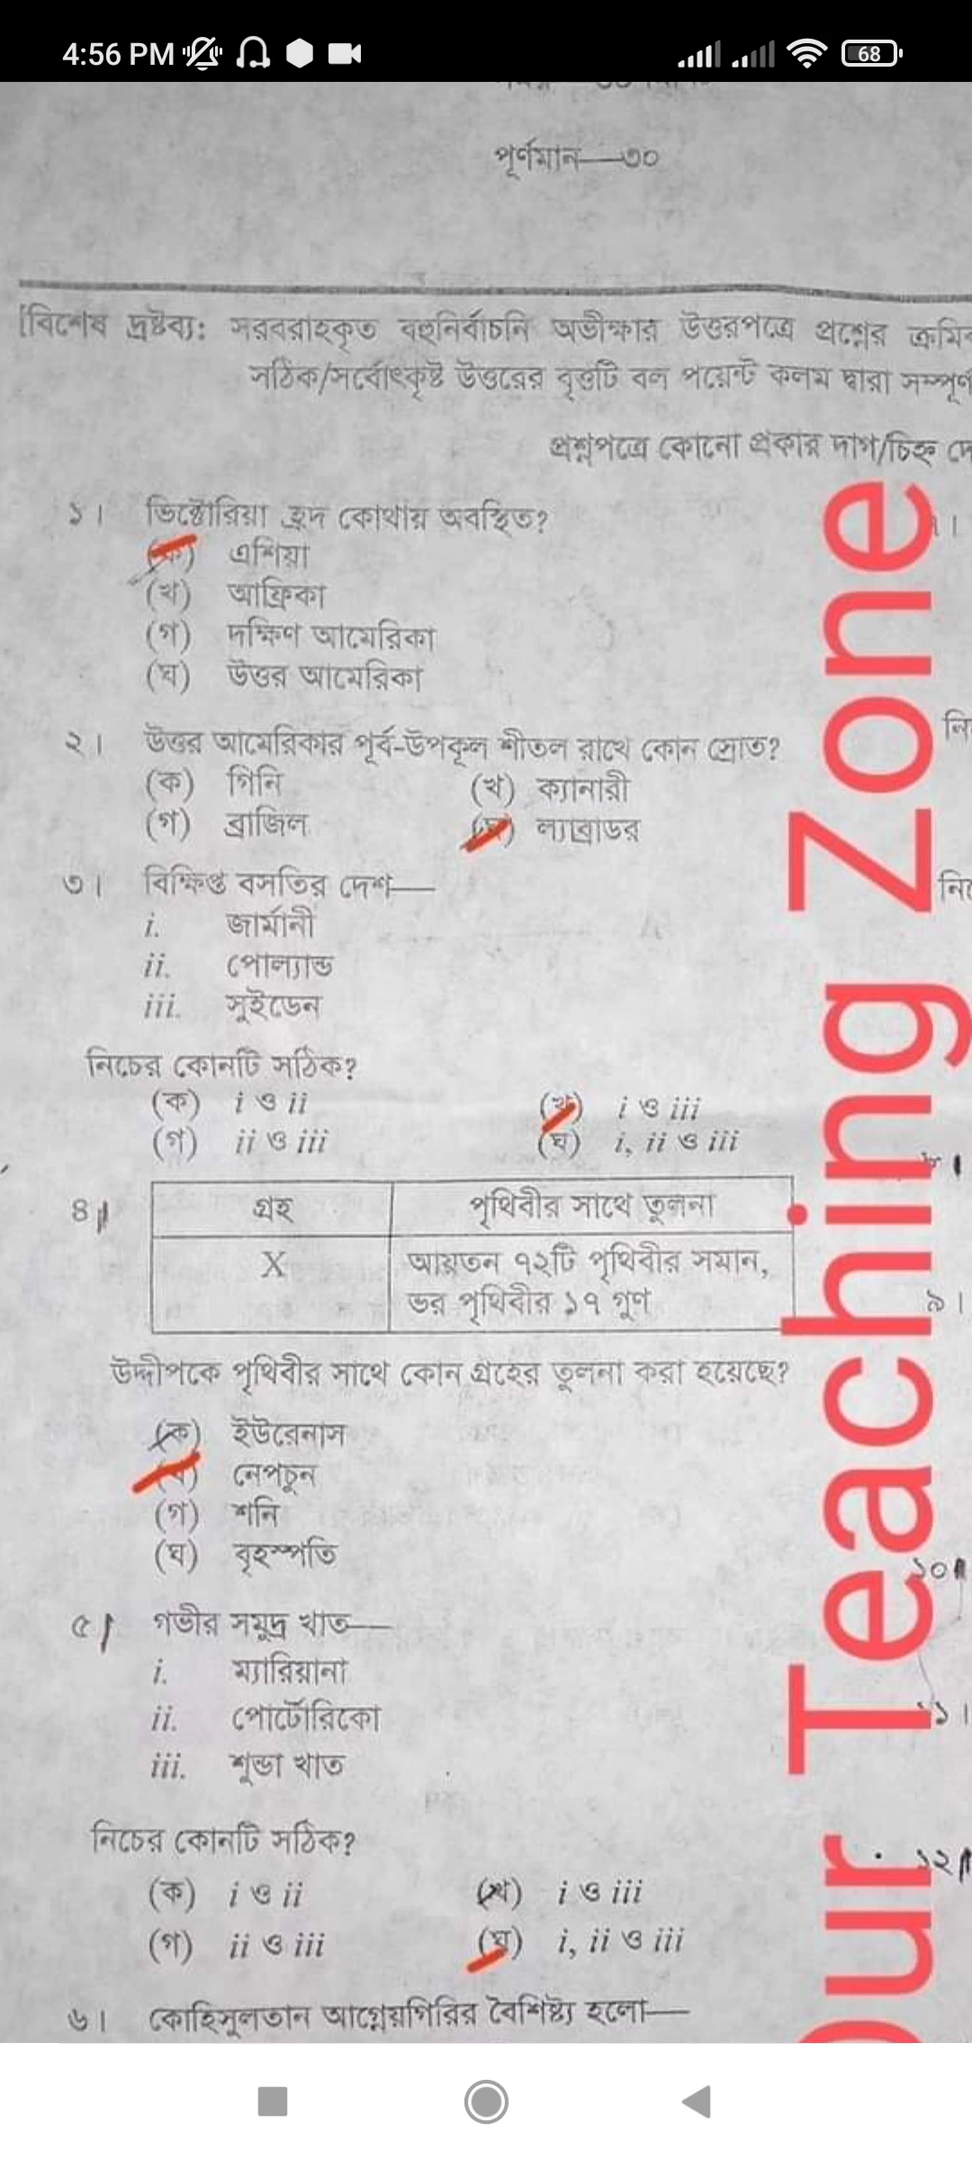 4:56 PM
68
পূর্ণমান—৩০
[বিশেষ দ্রষ্টব্য: সরবরাহকৃত বহুনির্বাচনি অভীক্ষার উত্তরপত্রে প্রশ্নের ক্রমি
সঠিক/সর্বোৎকৃষ্ট উত্তরের বৃত্তটি বল পয়েন্ট কলম দ্বারা সম্পূর্ণ
প্রশ্নপত্রে কোনো প্রকার দাগ/চিহ্ন দে
১। ভিক্টোরিয়া হ্রদ কোথায় অবস্থিত?
(ক) এশিয়া
(খ) আফ্রিকা
(গ) দক্ষিণ আমেরিকা
(ঘ) উত্তর আমেরিকা
২। উত্তর আমেরিকার পূর্ব-উপকূল শীতল রাখে কোন স্রোত?
(ক) গিনি (খ) ক্যানারী
(গ) ব্রাজিল (ঘ) ল্যাব্রাডর
৩। বিক্ষিপ্ত বসতির দেশ—
i. জার্মানী
ii. পোল্যান্ড
iii. সুইডেন
নিচের কোনটি সঠিক?
(ক) i ও ii (খ) i ও iii
(গ) ii ও iii (ঘ) i, ii ও iii
৪। গ্রহ পৃথিবীর সাথে তুলনা
X আয়তন ৭২টি পৃথিবীর সমান,
ভর পৃথিবীর ১৭ গুণ
উদ্দীপকে পৃথিবীর সাথে কোন গ্রহের তুলনা করা হয়েছে?
(ক) ইউরেনাস
(খ) নেপচুন
(গ) শনি
(ঘ) বৃহস্পতি
৫। গভীর সমুদ্র খাত—
i. ম্যারিয়ানা
ii. পোর্টোরিকো
iii. শুন্ডা খাত
নিচের কোনটি সঠিক?
(ক) i ও ii (খ) i ও iii
(গ) ii ও iii (ঘ) i, ii ও iii
৬। কোহিসুলতান আগ্নেয়গিরির বৈশিষ্ট্য হলো—
নি
৯।
১০।
১১।
১২।
Our Teaching Zone